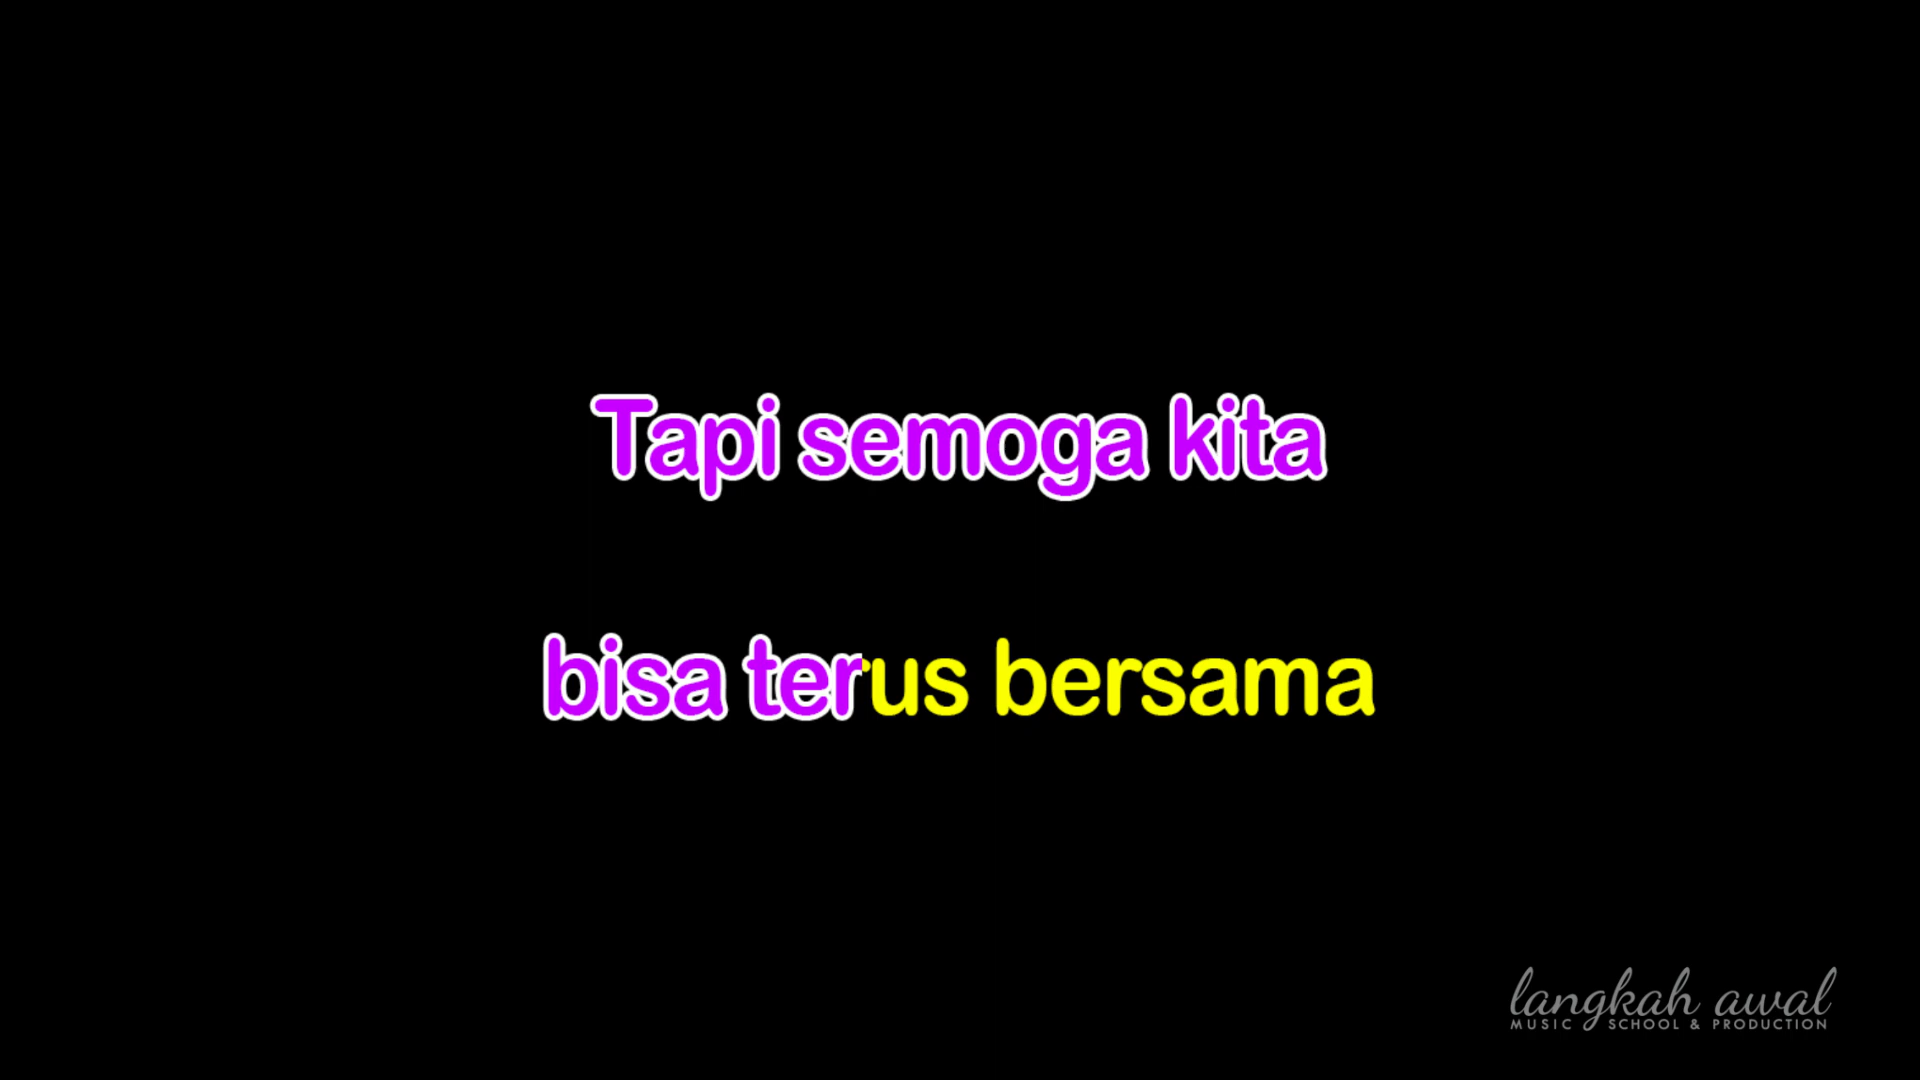 Tapi semoga kita
bisa terus bersama
langkah awal
MUSIC SCHOOL & PRODUCTION